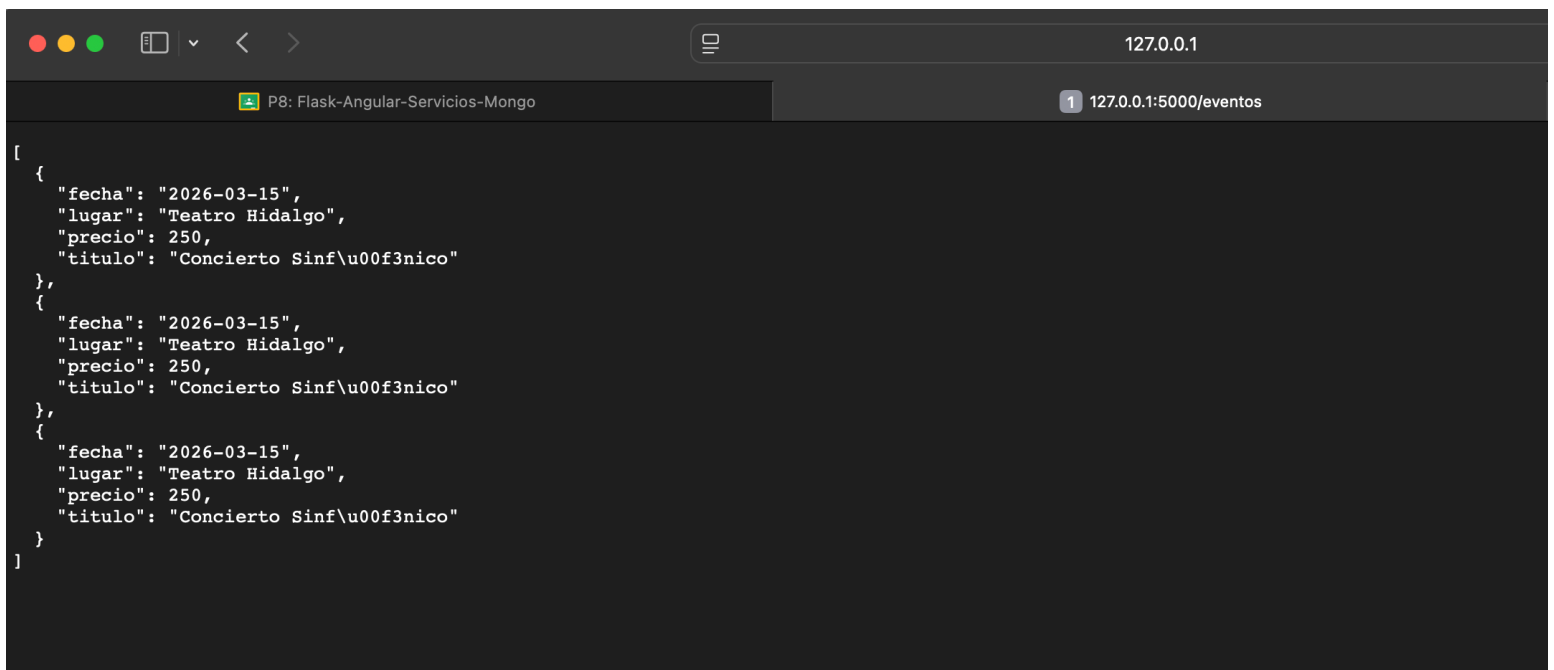 127.0.0.1
P8: Flask-Angular-Servicios-Mongo
1 127.0.0.1:5000/eventos
[
  {
    "fecha": "2026-03-15",
    "lugar": "Teatro Hidalgo",
    "precio": 250,
    "titulo": "Concierto Sinf\u00f3nico"
  },
  {
    "fecha": "2026-03-15",
    "lugar": "Teatro Hidalgo",
    "precio": 250,
    "titulo": "Concierto Sinf\u00f3nico"
  },
  {
    "fecha": "2026-03-15",
    "lugar": "Teatro Hidalgo",
    "precio": 250,
    "titulo": "Concierto Sinf\u00f3nico"
  }
]